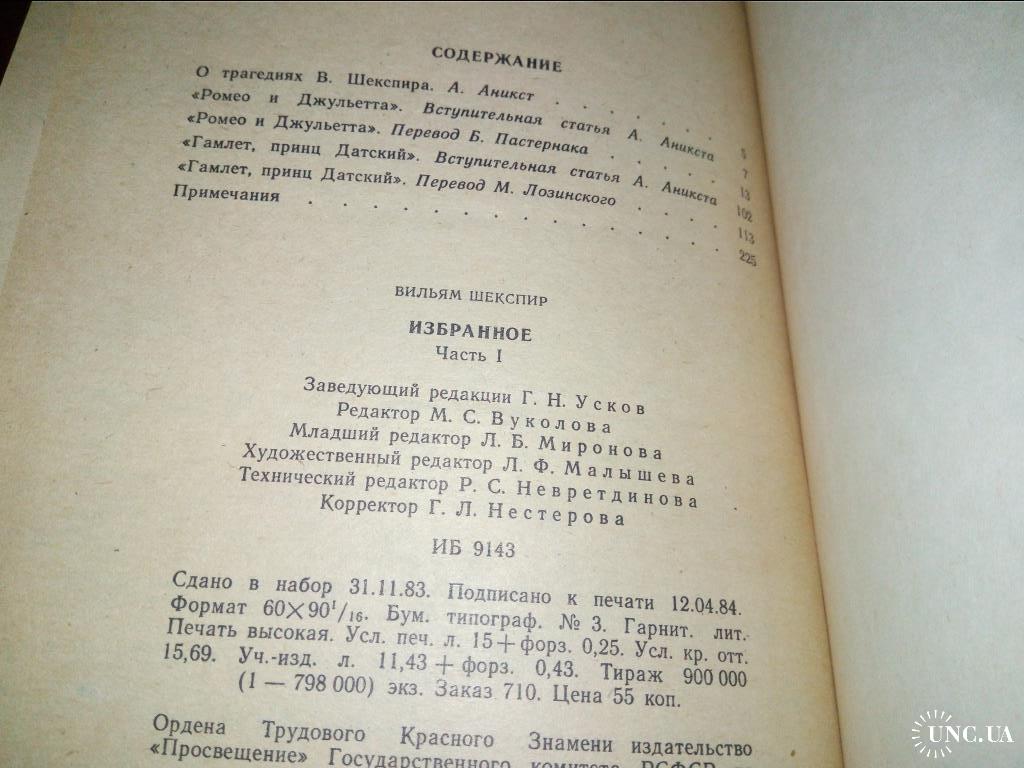 СОДЕРЖАНИЕ
О трагедиях В. Шекспира. А. Аникст . . . . . . 5
«Ромео и Джульетта». Вступительная статья А. Аникста 7
«Ромео и Джульетта». Перевод Б. Пастернака . . . . 13
«Гамлет, принц Датский». Вступительная статья А. Аникста 102
«Гамлет, принц Датский». Перевод М. Лозинского . . . 113
Примечания . . . . . . . . . . . . . 225
ВИЛЬЯМ ШЕКСПИР
ИЗБРАННОЕ
Часть I
Заведующий редакции Г. Н. Усков
Редактор М. С. Вуколова
Младший редактор Л. Б. Миронова
Художественный редактор Л. Ф. Малышева
Технический редактор Р. С. Невретдинова
Корректор Г. Л. Нестерова
ИБ 9143
Сдано в набор 31.11.83. Подписано к печати 12.04.84.
Формат 60×90¹/₁₆. Бум. типограф. № 3. Гарнит. лит.
Печать высокая. Усл. печ. л. 15+форз. 0,25. Усл. кр. отт.
15,69. Уч.-изд. л. 11,43+форз. 0,43. Тираж 900 000
(1 — 798 000) экз. Заказ 710. Цена 55 коп.
Ордена Трудового Красного Знамени издательство
«Просвещение» Государственного комитета РСФСР
UNC.UA